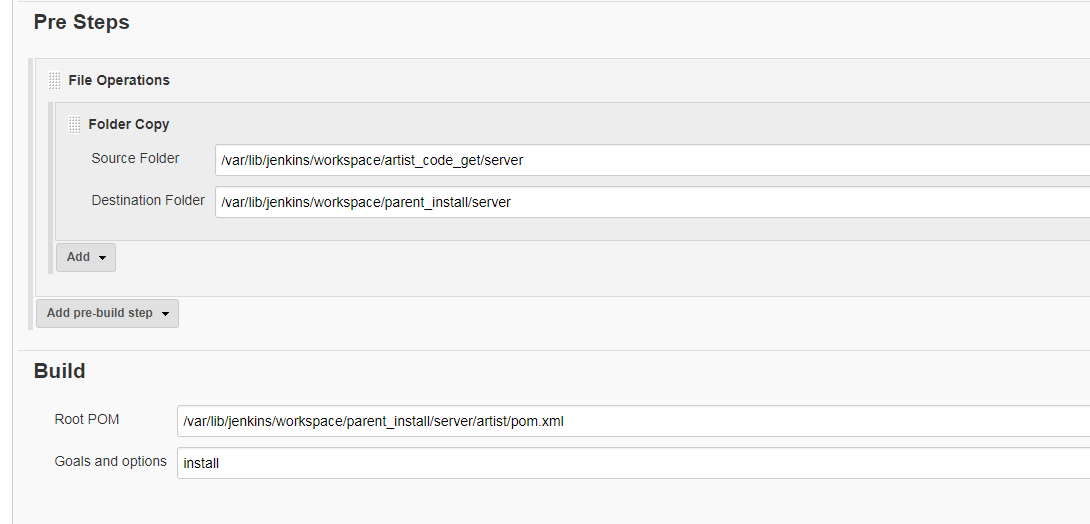 Pre Steps
File Operations
Folder Copy
Source Folder /var/lib/jenkins/workspace/artist_code_get/server
Destination Folder /var/lib/jenkins/workspace/parent_install/server
Add
Add pre-build step
Build
Root POM /var/lib/jenkins/workspace/parent_install/server/artist/pom.xml
Goals and options install